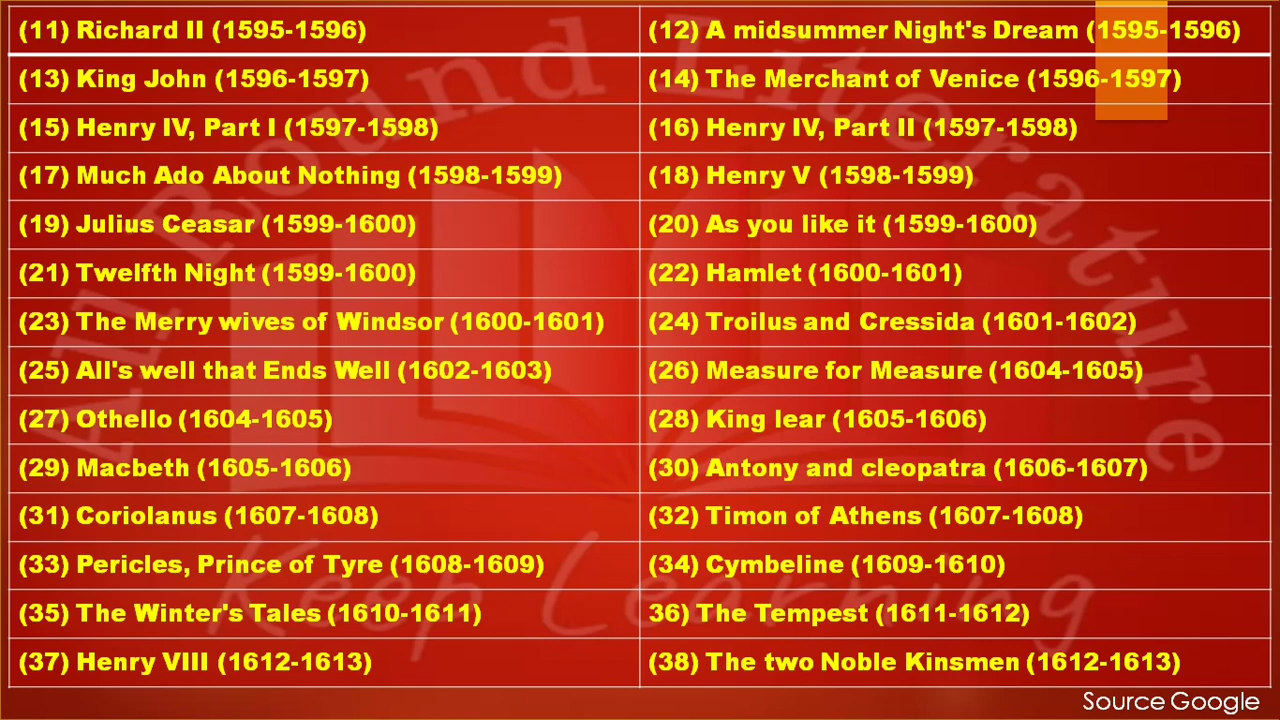 (11) Richard II (1595-1596)
(12) A midsummer Night's Dream (1595-1596)
(13) King John (1596-1597)
(14) The Merchant of Venice (1596-1597)
(15) Henry IV, Part I (1597-1598)
(16) Henry IV, Part II (1597-1598)
(17) Much Ado About Nothing (1598-1599)
(18) Henry V (1598-1599)
(19) Julius Ceasar (1599-1600)
(20) As you like it (1599-1600)
(21) Twelfth Night (1599-1600)
(22) Hamlet (1600-1601)
(23) The Merry wives of Windsor (1600-1601)
(24) Troilus and Cressida (1601-1602)
(25) All's well that Ends Well (1602-1603)
(26) Measure for Measure (1604-1605)
(27) Othello (1604-1605)
(28) King lear (1605-1606)
(29) Macbeth (1605-1606)
(30) Antony and cleopatra (1606-1607)
(31) Coriolanus (1607-1608)
(32) Timon of Athens (1607-1608)
(33) Pericles, Prince of Tyre (1608-1609)
(34) Cymbeline (1609-1610)
(35) The Winter's Tales (1610-1611)
36) The Tempest (1611-1612)
(37) Henry VIII (1612-1613)
(38) The two Noble Kinsmen (1612-1613)
Source Google
All Round Literature
Keep Learning